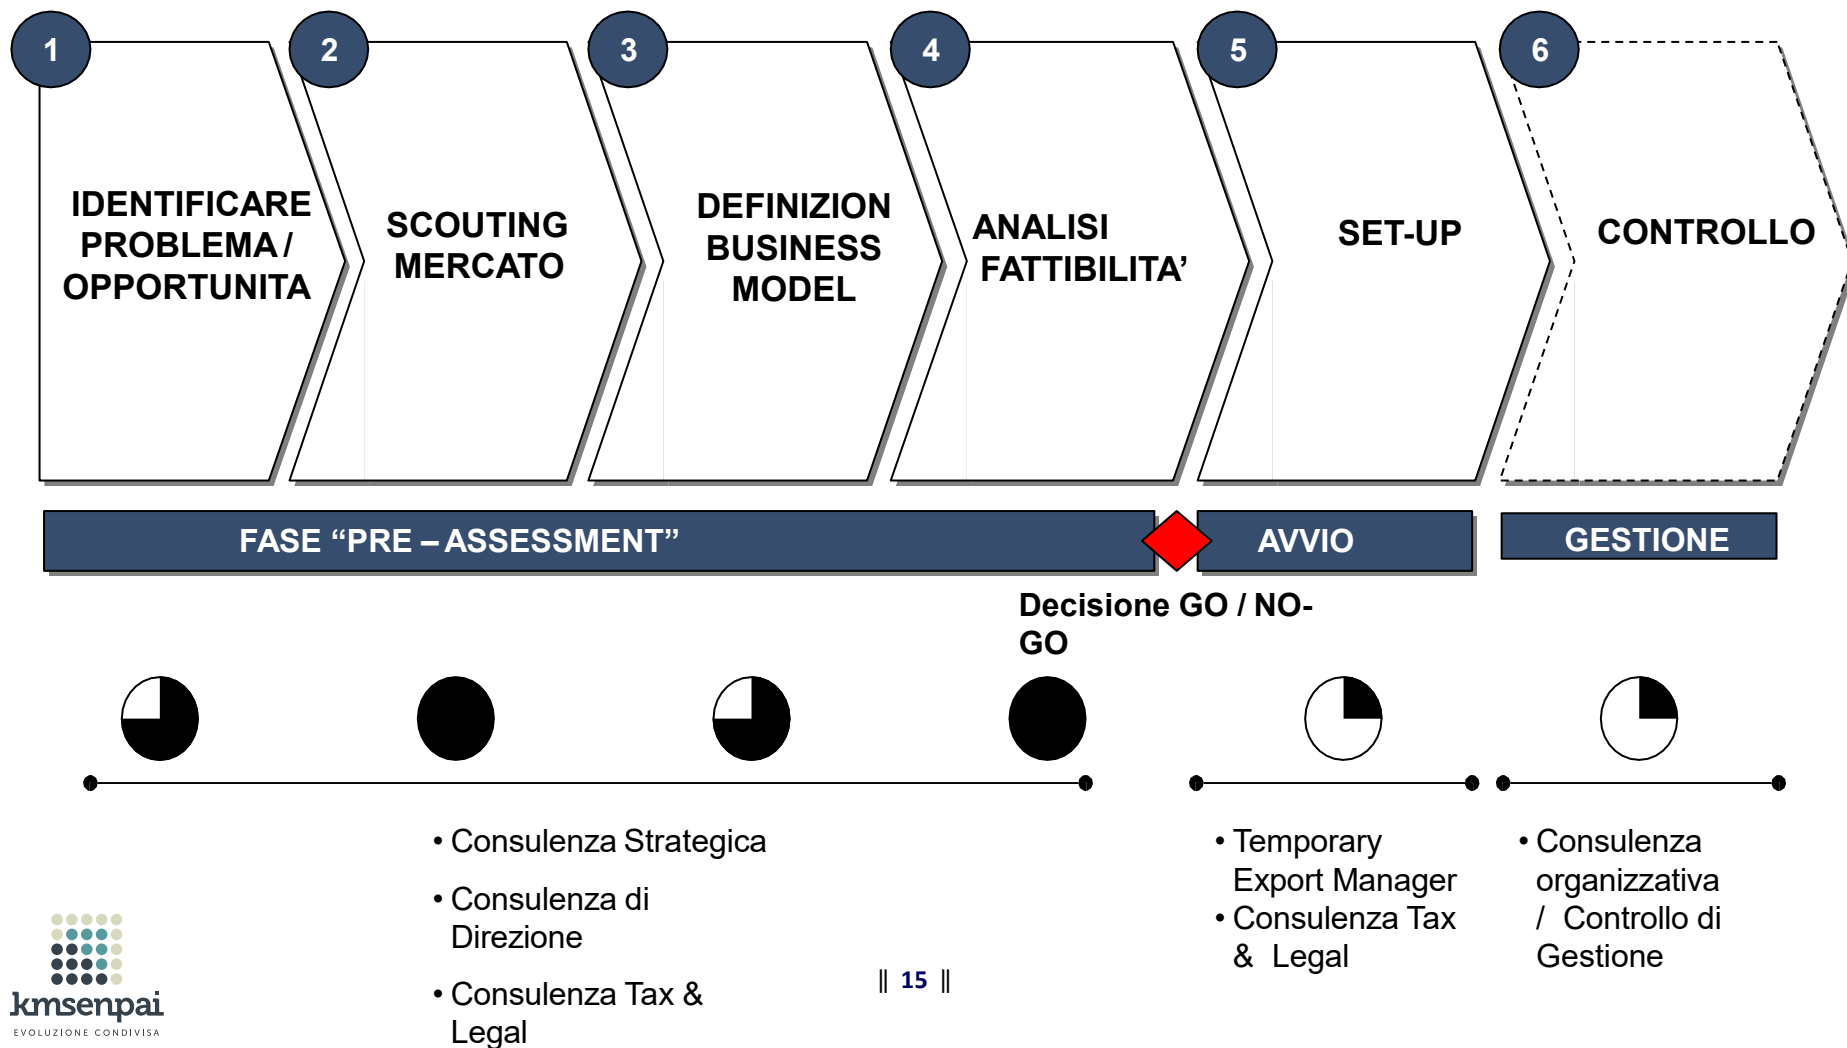 1
2
3
4
5
6
IDENTIFICARE
PROBLEMA /
OPPORTUNITA
SCOUTING
MERCATO
DEFINIZION
BUSINESS
MODEL
ANALISI
FATTIBILITA’
SET-UP
CONTROLLO
FASE “PRE – ASSESSMENT”
AVVIO
GESTIONE
Decisione GO / NO-
GO
• Consulenza Strategica
• Consulenza di
Direzione
• Consulenza Tax &
Legal
• Temporary
Export Manager
• Consulenza Tax
& Legal
• Consulenza
organizzativa
/ Controllo di
Gestione
kmsenpai
EVOLUZIONE CONDIVISA
|| 15 ||